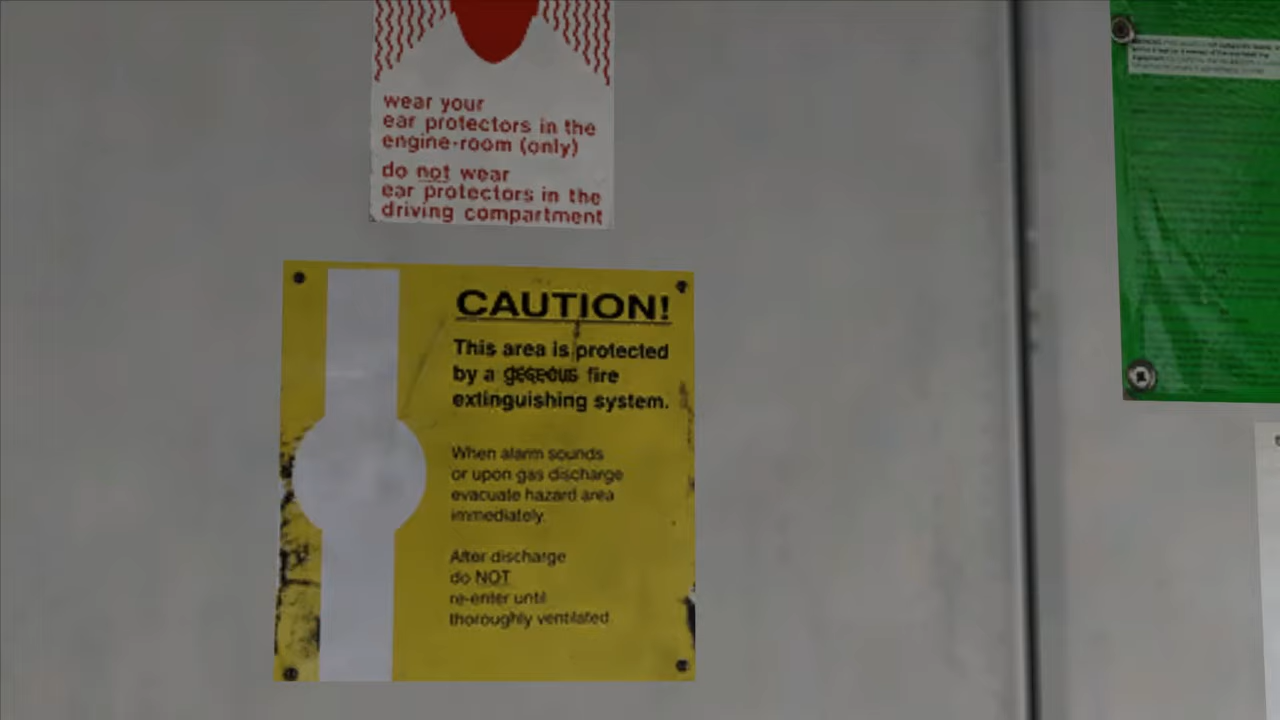 wear your
ear protectors in the
engine-room (only)
do not wear
ear protectors in the
driving compartment
CAUTION!
This area is protected
by a fire
extinguishing system.
When alarm sounds
or upon gas discharge
evacuate hazard area
immediately.
After discharge
do NOT
re-enter until
thoroughly ventilated.